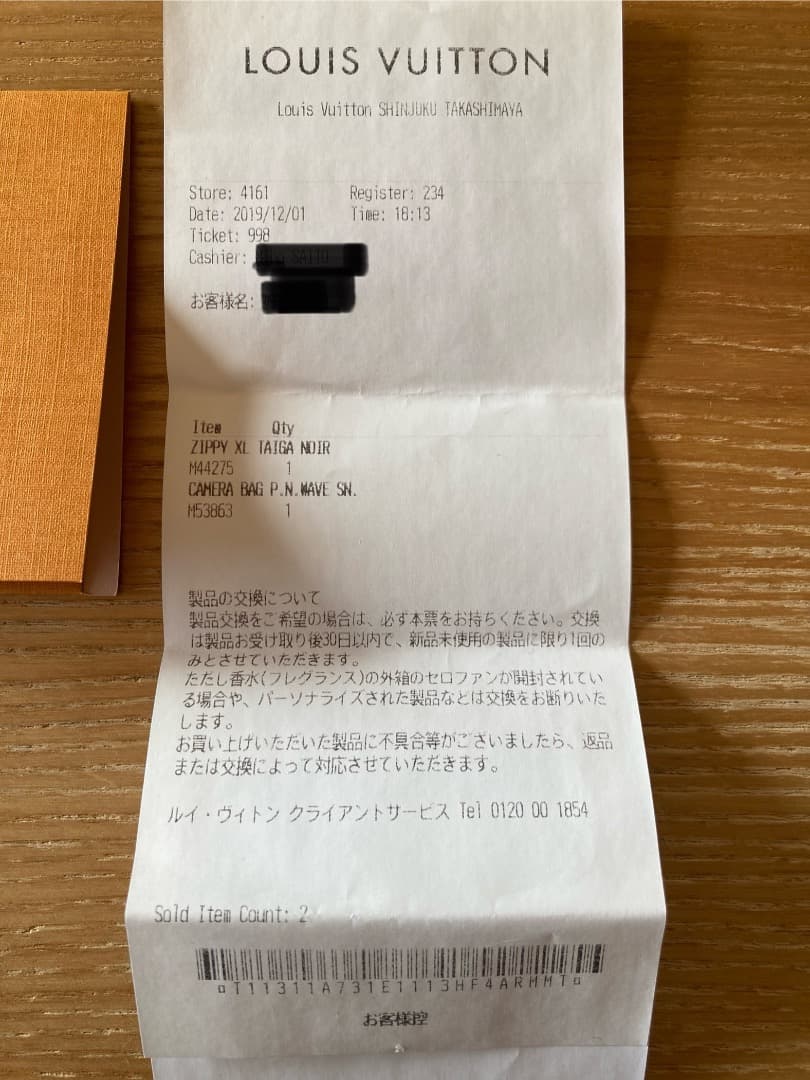 LOUIS VUITTON
Louis Vuitton SHINJUKU TAKASHIMAYA
Store: 4161 Register: 234
Date: 2019/12/01 Time: 18:13
Ticket: 998
Cashier: SAITO
お客様名:
Item Qty
ZIPPY XL TAIGA NOIR
M44275 1
CAMERA BAG P.N.WAVE SN.
M53863 1
製品の交換について
製品交換をご希望の場合は、必ず本票をお持ちください。交換
は製品お受け取り後30日以内で、新品未使用の製品に限り1回の
みとさせていただきます。
ただし香水(フレグランス)の外箱のセロファンが開封されてい
る場合や、パーソナライズされた製品などは交換をお断りいた
します。
お買い上げいただいた製品に不具合等がございましたら、返品
または交換によって対応させていただきます。
ルイ・ヴィトン クライアントサービス Tel 0120 00 1854
Sold Item Count: 2
T11311A731E1113HF4ARMMT
お客様控